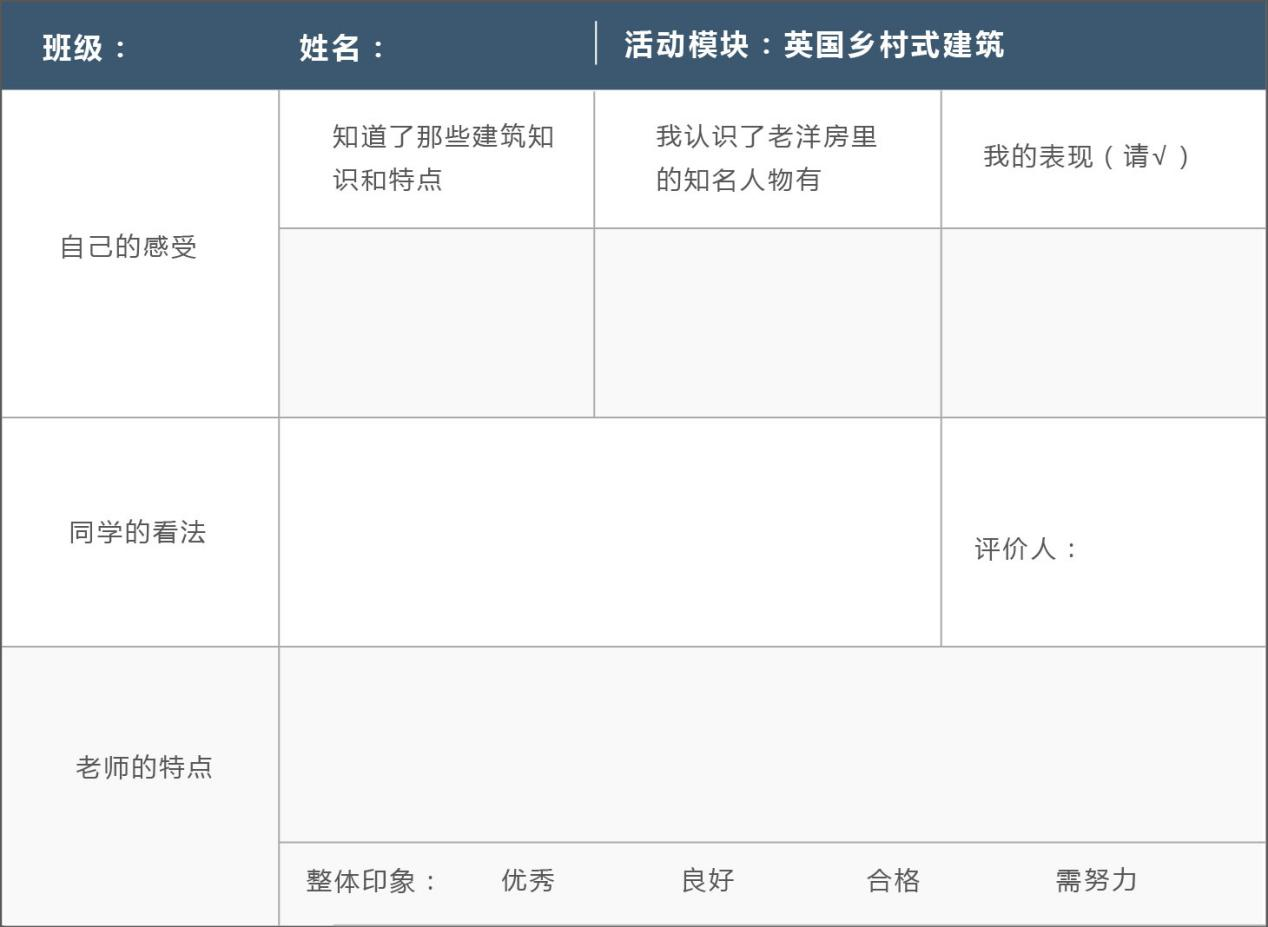 班级： 姓名： 活动模块：英国乡村式建筑
自己的感受
知道了那些建筑知
识和特点
我认识了老洋房里
的知名人物有
我的表现（请√ ）
同学的看法
评价人：
老师的特点
整体印象： 优秀 良好 合格 需努力